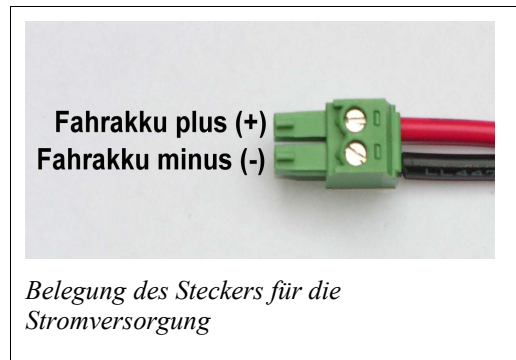 Fahrakku plus (+)
Fahrakku minus (-)
Belegung des Steckers für die
Stromversorgung